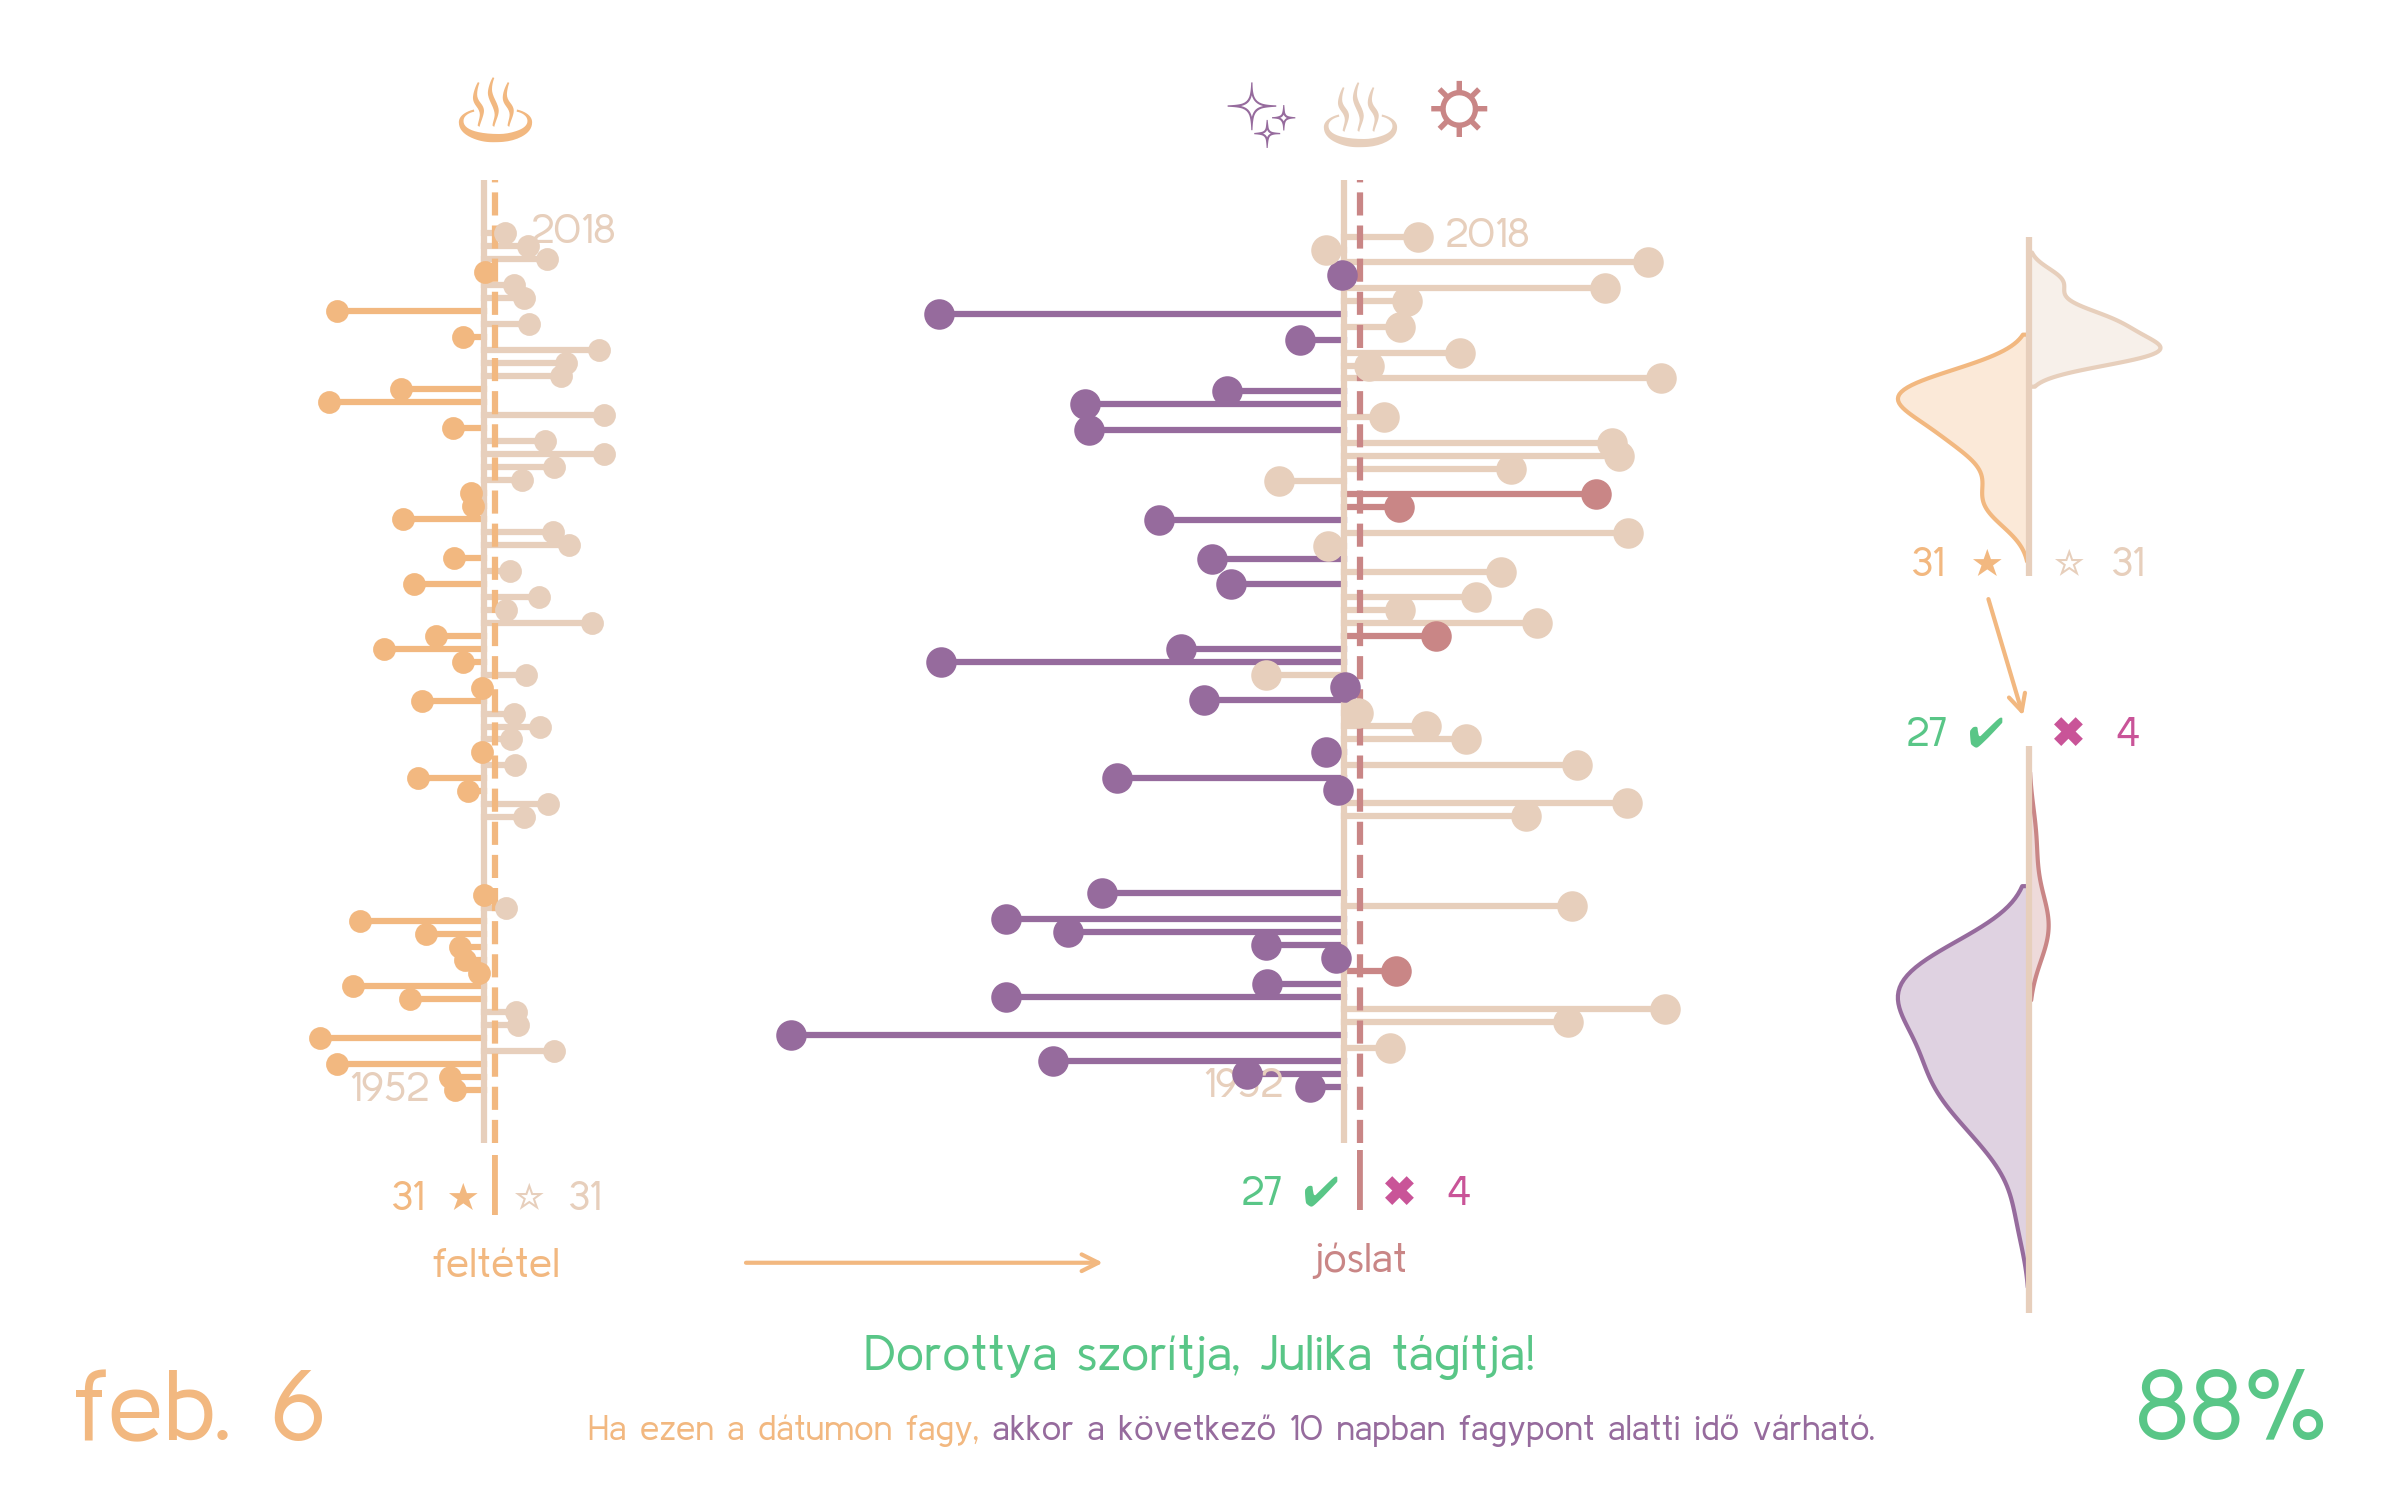 2018
2018
31 ★ ☆ 31
27 ✔ ✖ 4
1952
1952
31 ★ ☆ 31
27 ✔ ✖ 4
feltétel
jóslat
Dorottya szorítja, Julika tágítja!
feb. 6
88%
Ha ezen a dátumon fagy, akkor a következő 10 napban fagypont alatti idő várható.